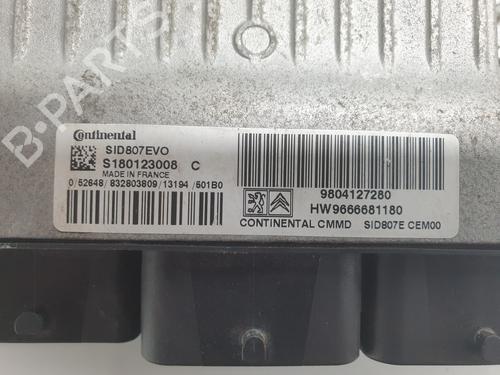 B-PARTS
Continental
SID807EVO
S180123008 C
MADE IN FRANCE
0/52648/832803809/13194/501B0
9804127280
HW9666681180
CONTINENTAL CMMD SID807E CEM00